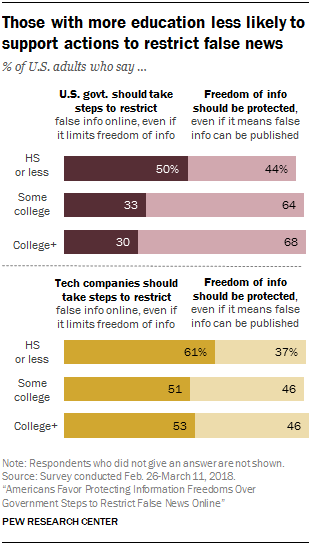 Those with more education less likely to
support actions to restrict false news
% of U.S. adults who say ...
U.S. govt. should take
steps to restrict
false info online, even if
it limits freedom of info
Freedom of info
should be protected,
even if it means false
info can be published
HS
or less
50%
44%
Some
college
33
64
College+
30
68
Tech companies should
take steps to restrict
false info online, even if
it limits freedom of info
Freedom of info
should be protected,
even if it means false
info can be published
HS
or less
61%
37%
Some
college
51
46
College+
53
46
Note: Respondents who did not give an answer are not shown.
Source: Survey conducted Feb. 26-March 11, 2018.
"Americans Favor Protecting Information Freedoms Over
Government Steps to Restrict False News Online"
PEW RESEARCH CENTER